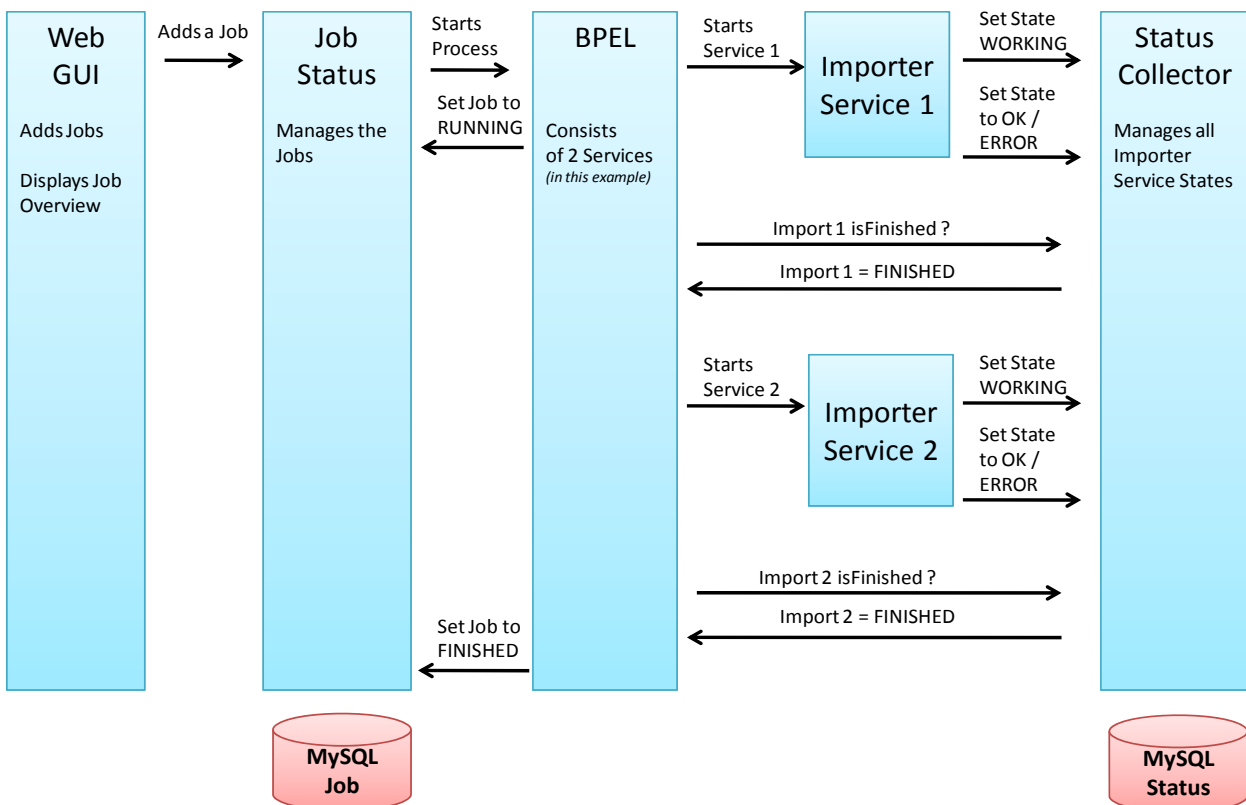 Web
GUI
Adds Jobs
Displays Job
Overview
Adds a Job
Job
Status
Manages the
Jobs
Starts
Process
Set Job to
RUNNING
BPEL
Consists
of 2 Services
(in this example)
Starts
Service 1
Importer
Service 1
Set State
WORKING
Set State
to OK /
ERROR
Status
Collector
Manages all
Importer
Service States
Import 1 isFinished ?
Import 1 = FINISHED
Starts
Service 2
Importer
Service 2
Set State
WORKING
Set State
to OK /
ERROR
Import 2 isFinished ?
Import 2 = FINISHED
Set Job to
FINISHED
MySQL
Job
MySQL
Status